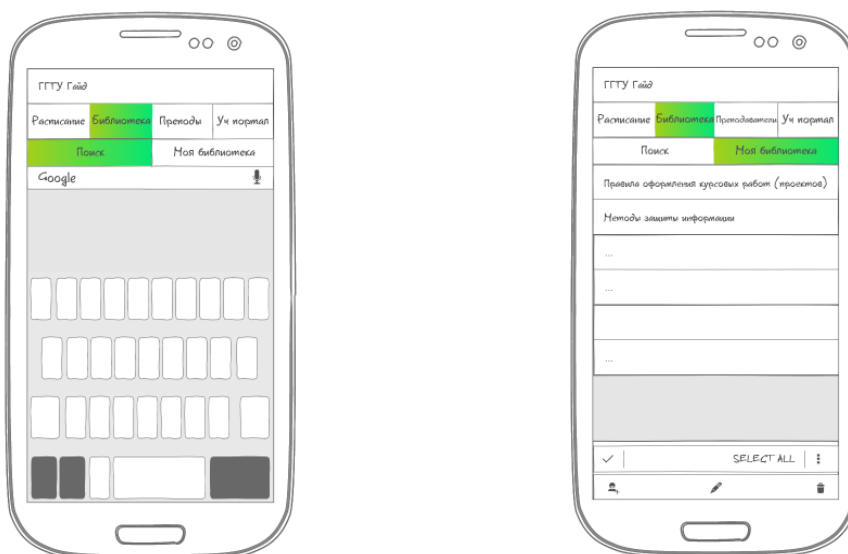 ГГТУ Гайд
Расписание Библиотека Преподы Уч портал
Поиск Моя библиотека
Google
ГГТУ Гайд
Расписание Библиотека Преподаватели Уч портал
Поиск Моя библиотека
Правила оформления курсовых работ (проектов)
Методы защиты информации
...
...
...
SELECT ALL